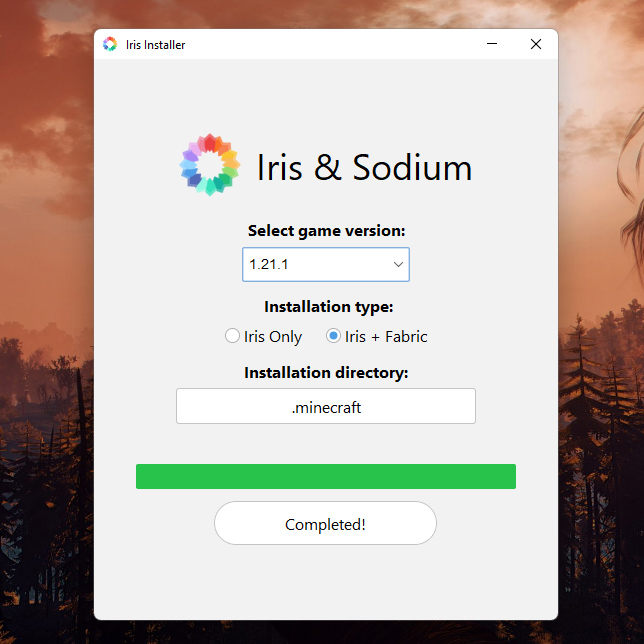 Iris Installer
Iris & Sodium
Select game version:
1.21.1
Installation type:
Iris Only Iris + Fabric
Installation directory:
.minecraft
Completed!